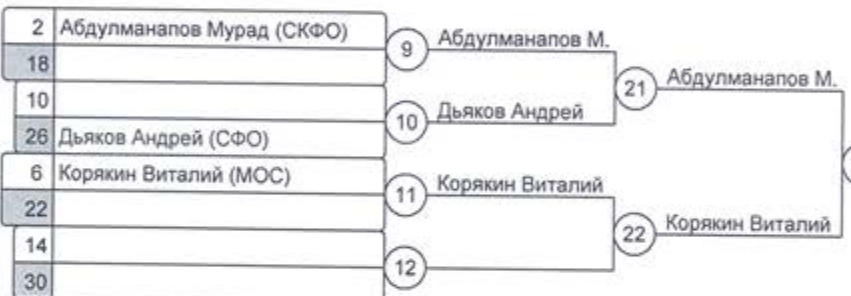 2 Абдулманапов Мурад (СКФО)
18
10
26 Дьяков Андрей (СФО)
6 Корякин Виталий (МОС)
22
14
30
9 Абдулманапов М.
10 Дьяков Андрей
11 Корякин Виталий
12
21 Абдулманапов М.
22 Корякин Виталий